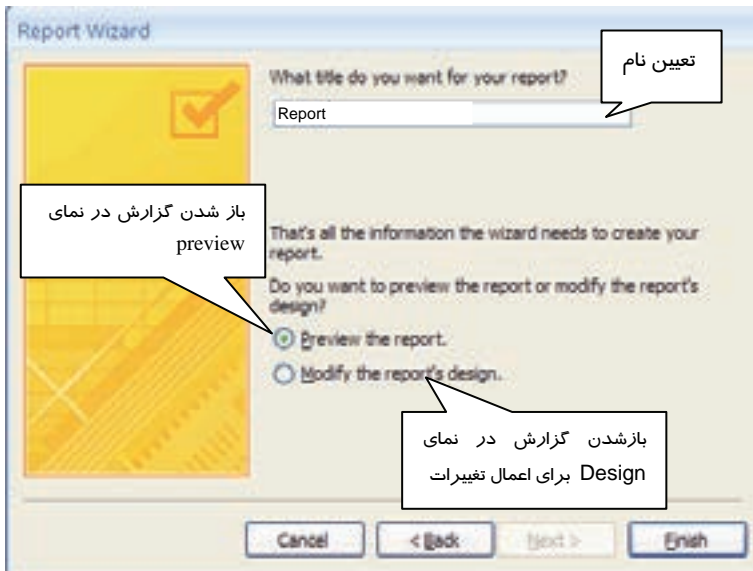 Report Wizard
تعیین نام
What title do you want for your report?
Report
باز شدن گزارش در نمای
preview
That's all the information the wizard needs to create your
report.
Do you want to preview the report or modify the report's
design?
Preview the report.
Modify the report's design.
بازشدن گزارش در نمای
Design برای اعمال تغییرات
Cancel
< Back
Next >
Finish